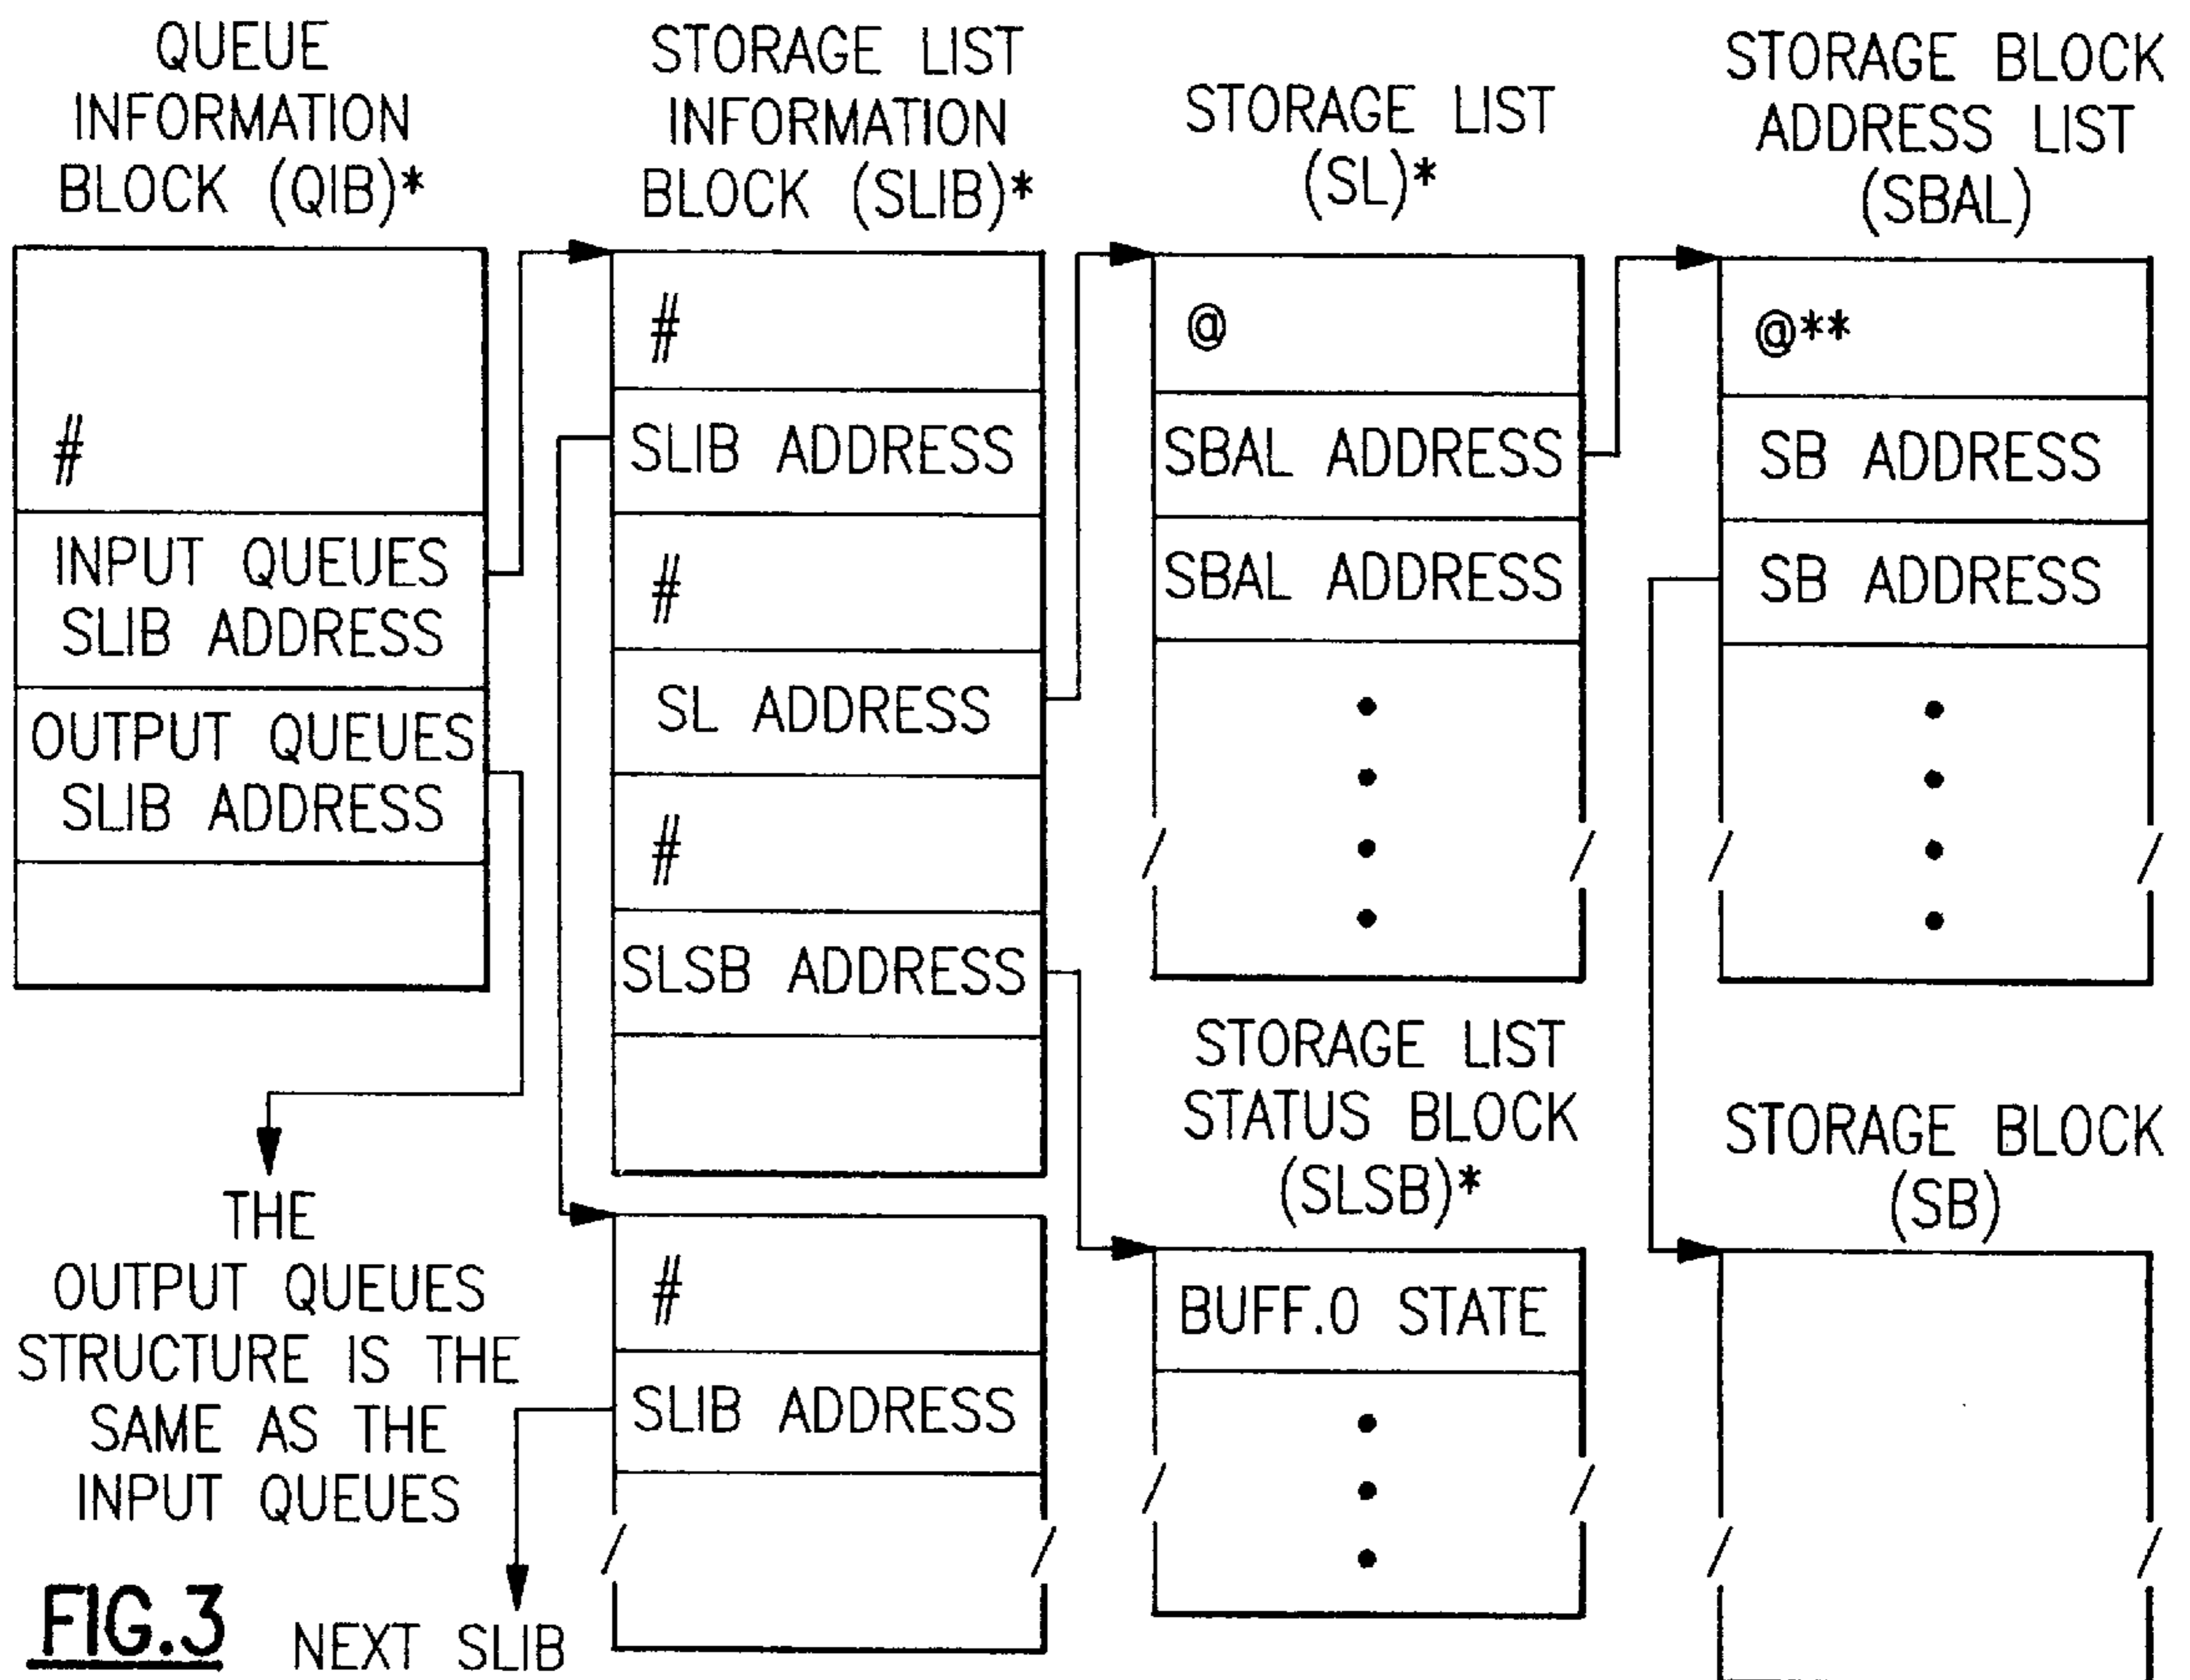 QUEUE
INFORMATION
BLOCK (QIB)*
#
INPUT QUEUES
SLIB ADDRESS
OUTPUT QUEUES
SLIB ADDRESS
THE
OUTPUT QUEUES
STRUCTURE IS THE
SAME AS THE
INPUT QUEUES
STORAGE LIST
INFORMATION
BLOCK (SLIB)*
#
SLIB ADDRESS
#
SL ADDRESS
#
SLSB ADDRESS
#
SLIB ADDRESS
NEXT SLIB
STORAGE LIST
(SL)*
@
SBAL ADDRESS
SBAL ADDRESS
STORAGE LIST
STATUS BLOCK
(SLSB)*
BUFF.0 STATE
STORAGE BLOCK
ADDRESS LIST
(SBAL)
@**
SB ADDRESS
SB ADDRESS
STORAGE BLOCK
(SB)
FIG.3